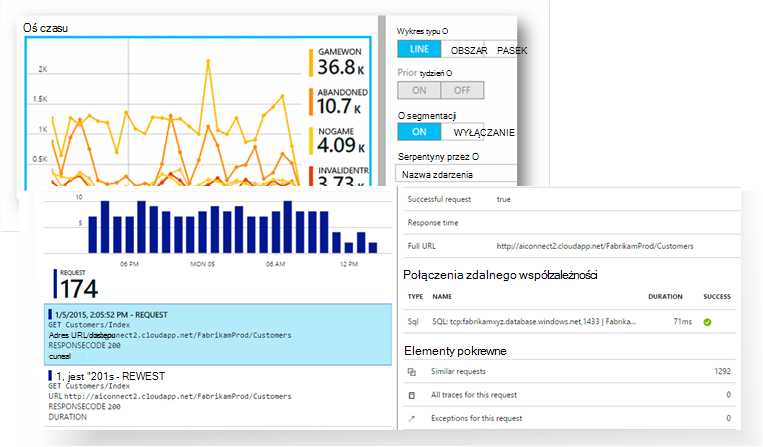 Oś czasu
2K
1.5K
1K
0.5K
GAMEWON
36.8 K
ABANDONED
10.7 K
NOGAME
4.09 K
INVALIDENTR
3.73 K
Wykres typu O
LINE OBSZAR PASEK
Prior tydzień O
ON OFF
O segmentacji
ON WYŁĄCZANIE
Serpentyny przez O
Nazwa zdarzenia
10
5
06 PM MON 05 06 AM 12 PM
REQUEST
174
1/5/2015, 2:05:52 PM - REQUEST
GET Customers/Index
Adres URL/dostępu connect2.cloudapp.net/FabrikamProd/Customers
RESPONSECODE 200
cuneal
1, jest "201s - REWEST
GET Customers/Index
URL http://aiconnect2.cloudapp.net/FabrikamProd/Customers
RESPONSECODE 200
DURATION
Successful request true
Response time
Full URL http://aiconnect2.cloudapp.net/FabrikamProd/Customers
Połączenia zdalnego współzależności
TYPE NAME DURATION SUCCESS
Sql SQL: tcp:fabrikamxyz.database.windows.net,1433 | Fabrika... 71ms
Elementy pokrewne
Similar requests 1292
All traces for this request 0
Exceptions for this request 0